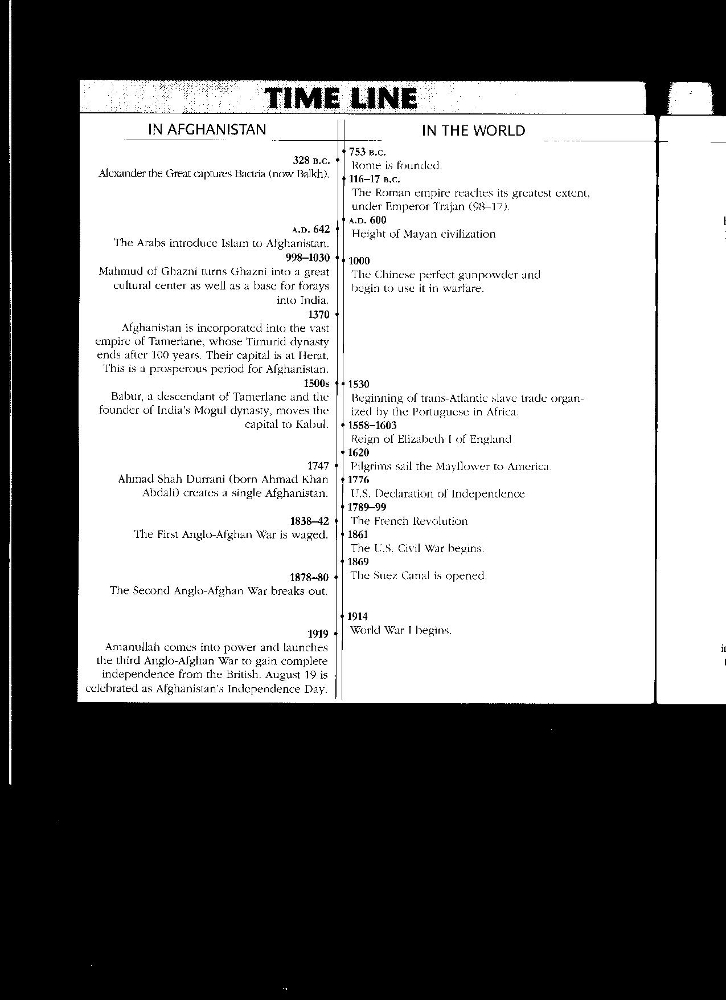 TIME LINE
IN AFGHANISTAN
328 B.C.
Alexander the Great captures Bactria (now Balkh).
A.D. 642
The Arabs introduce Islam to Afghanistan.
998–1030
Mahmud of Ghazni turns Ghazni into a great
cultural center as well as a base for forays
into India.
1370
Afghanistan is incorporated into the vast
empire of Tamerlane, whose Timurid dynasty
ends after 100 years. Their capital is at Herat.
This is a prosperous period for Afghanistan.
1500s
Babur, a descendant of Tamerlane and the
founder of India's Mogul dynasty, moves the
capital to Kabul.
1747
Ahmad Shah Durrani (born Ahmad Khan
Abdali) creates a single Afghanistan.
1838–42
The First Anglo-Afghan War is waged.
1878–80
The Second Anglo-Afghan War breaks out.
1919
Amanullah comes into power and launches
the third Anglo-Afghan War to gain complete
independence from the British. August 19 is
celebrated as Afghanistan's Independence Day.
IN THE WORLD
753 B.C.
Rome is founded.
116–17 B.C.
The Roman empire reaches its greatest extent,
under Emperor Trajan (98–17).
A.D. 600
Height of Mayan civilization
1000
The Chinese perfect gunpowder and
begin to use it in warfare.
1530
Beginning of trans-Atlantic slave trade organ-
ized by the Portuguese in Africa.
1558–1603
Reign of Elizabeth I of England
1620
Pilgrims sail the Mayflower to America.
1776
U.S. Declaration of Independence
1789–99
The French Revolution
1861
The U.S. Civil War begins.
1869
The Suez Canal is opened.
1914
World War I begins.